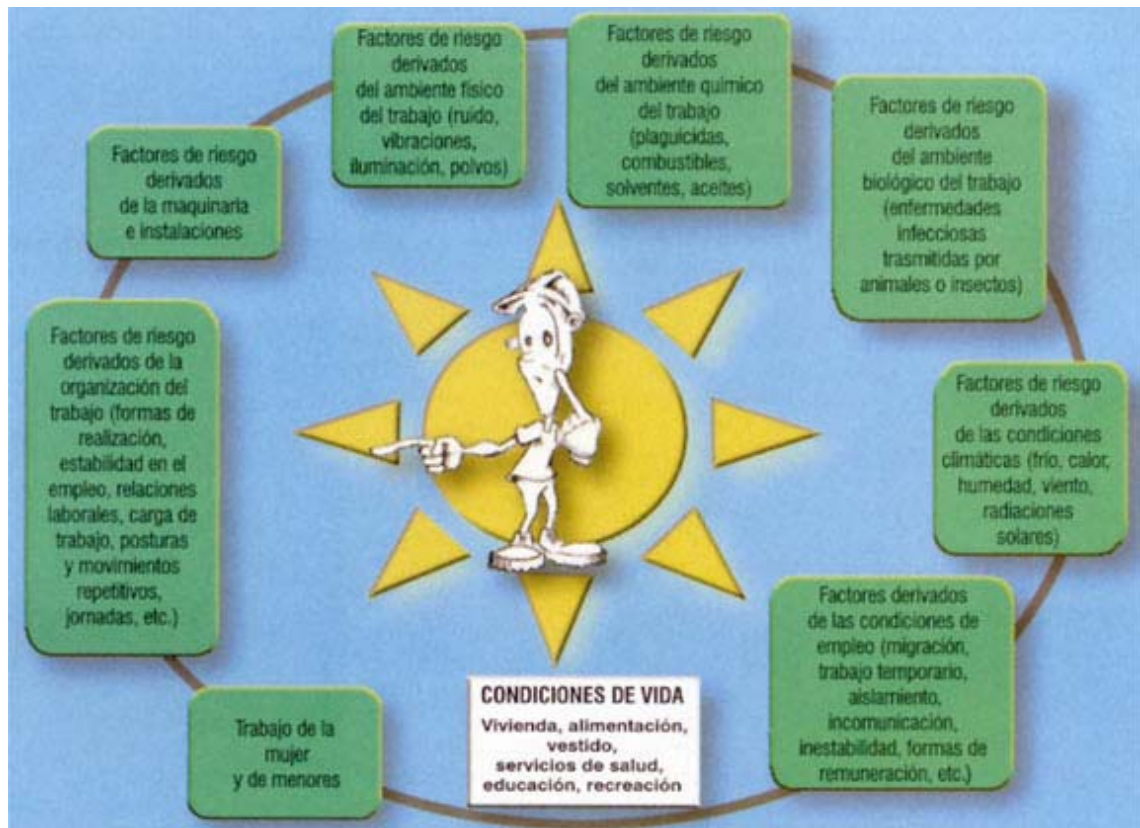 Factores de riesgo
derivados
del ambiente físico
del trabajo (ruido,
vibraciones,
iluminación, polvos)
Factores de riesgo
derivados
del ambiente químico
del trabajo
(plaguicidas,
combustibles,
solventes, aceites)
Factores de riesgo
derivados
del ambiente
biológico del trabajo
(enfermedades
infecciosas
trasmitidas por
animales o insectos)
Factores de riesgo
derivados
de la maquinaria
e instalaciones
Factores de riesgo
derivados de la
organización del
trabajo (formas de
realización,
estabilidad en el
empleo, relaciones
laborales, carga de
trabajo, posturas
y movimientos
repetitivos,
jornadas, etc.)
Factores de riesgo
derivados
de las condiciones
climáticas (frío, calor,
humedad, viento,
radiaciones
solares)
Factores derivados
de las condiciones de
empleo (migración,
trabajo temporario,
aislamiento,
incomunicación,
inestabilidad, formas de
remuneración, etc.)
Trabajo de la
mujer
y de menores
CONDICIONES DE VIDA
Vivienda, alimentación,
vestido,
servicios de salud,
educación, recreación